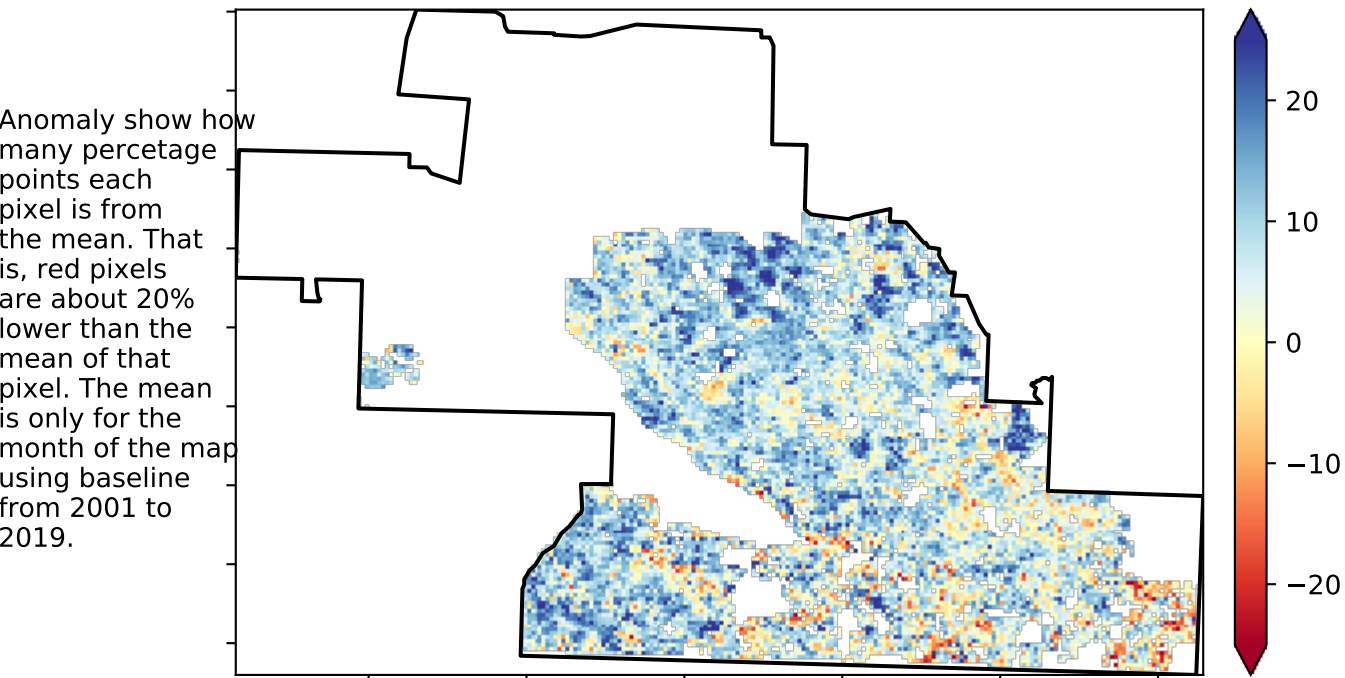 Anomaly show how
many percetage
points each
pixel is from
the mean. That
is, red pixels
are about 20%
lower than the
mean of that
pixel. The mean
is only for the
month of the map
using baseline
from 2001 to
2019.
20
10
0
−10
−20